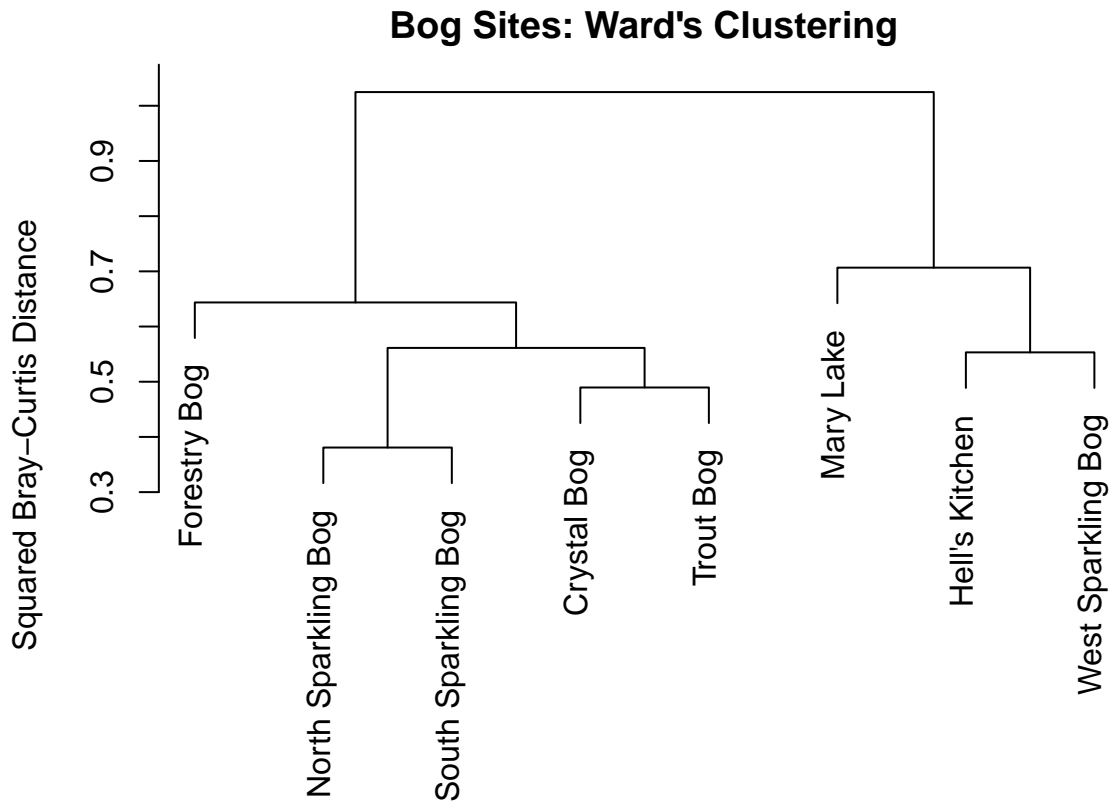 Bog Sites: Ward's Clustering
Squared Bray−Curtis Distance
0.9
0.7
0.5
0.3
Forestry Bog
North Sparkling Bog
South Sparkling Bog
Crystal Bog
Trout Bog
Mary Lake
Hell's Kitchen
West Sparkling Bog